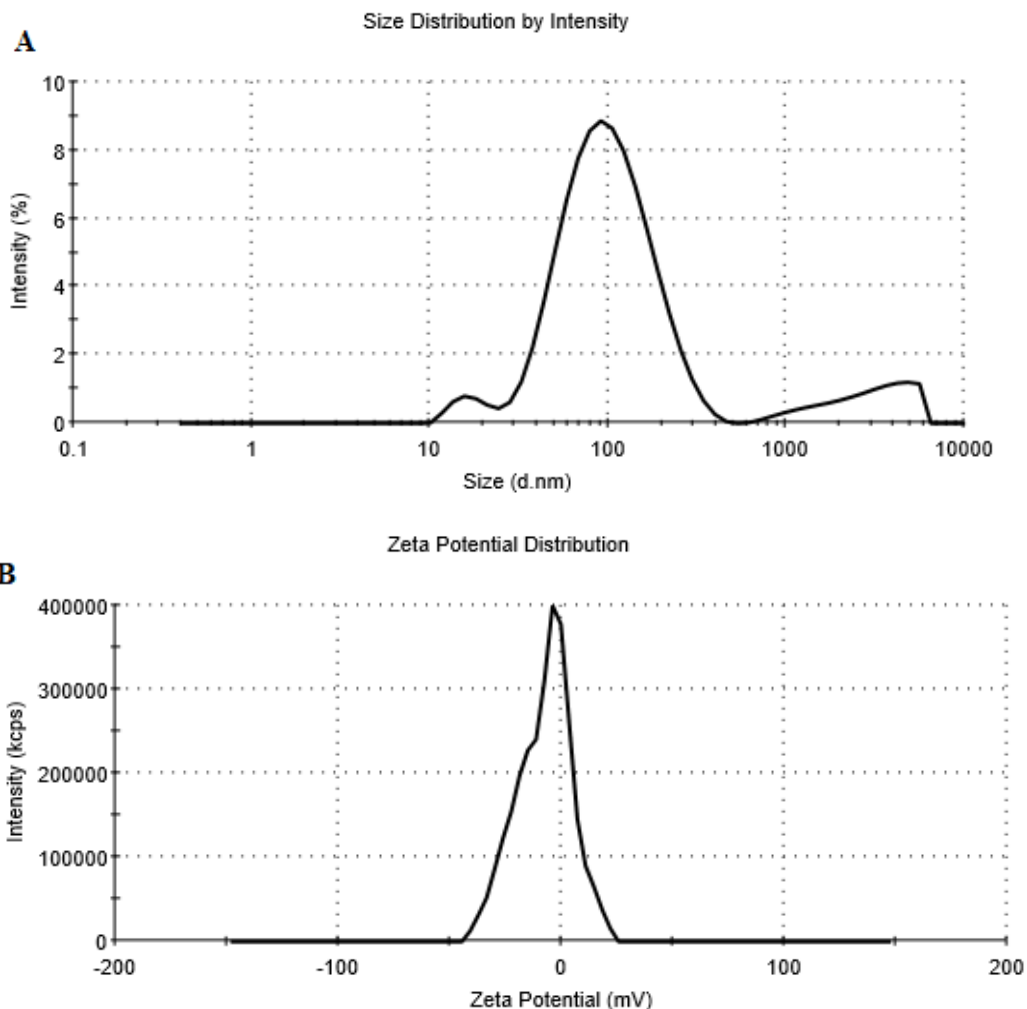 Size Distribution by Intensity
A
10
8
6
4
2
0
Intensity (%)
0.1 1 10 100 1000 10000
Size (d.nm)
Zeta Potential Distribution
B
400000
300000
200000
100000
0
Intensity (kcps)
-200 -100 0 100 200
Zeta Potential (mV)